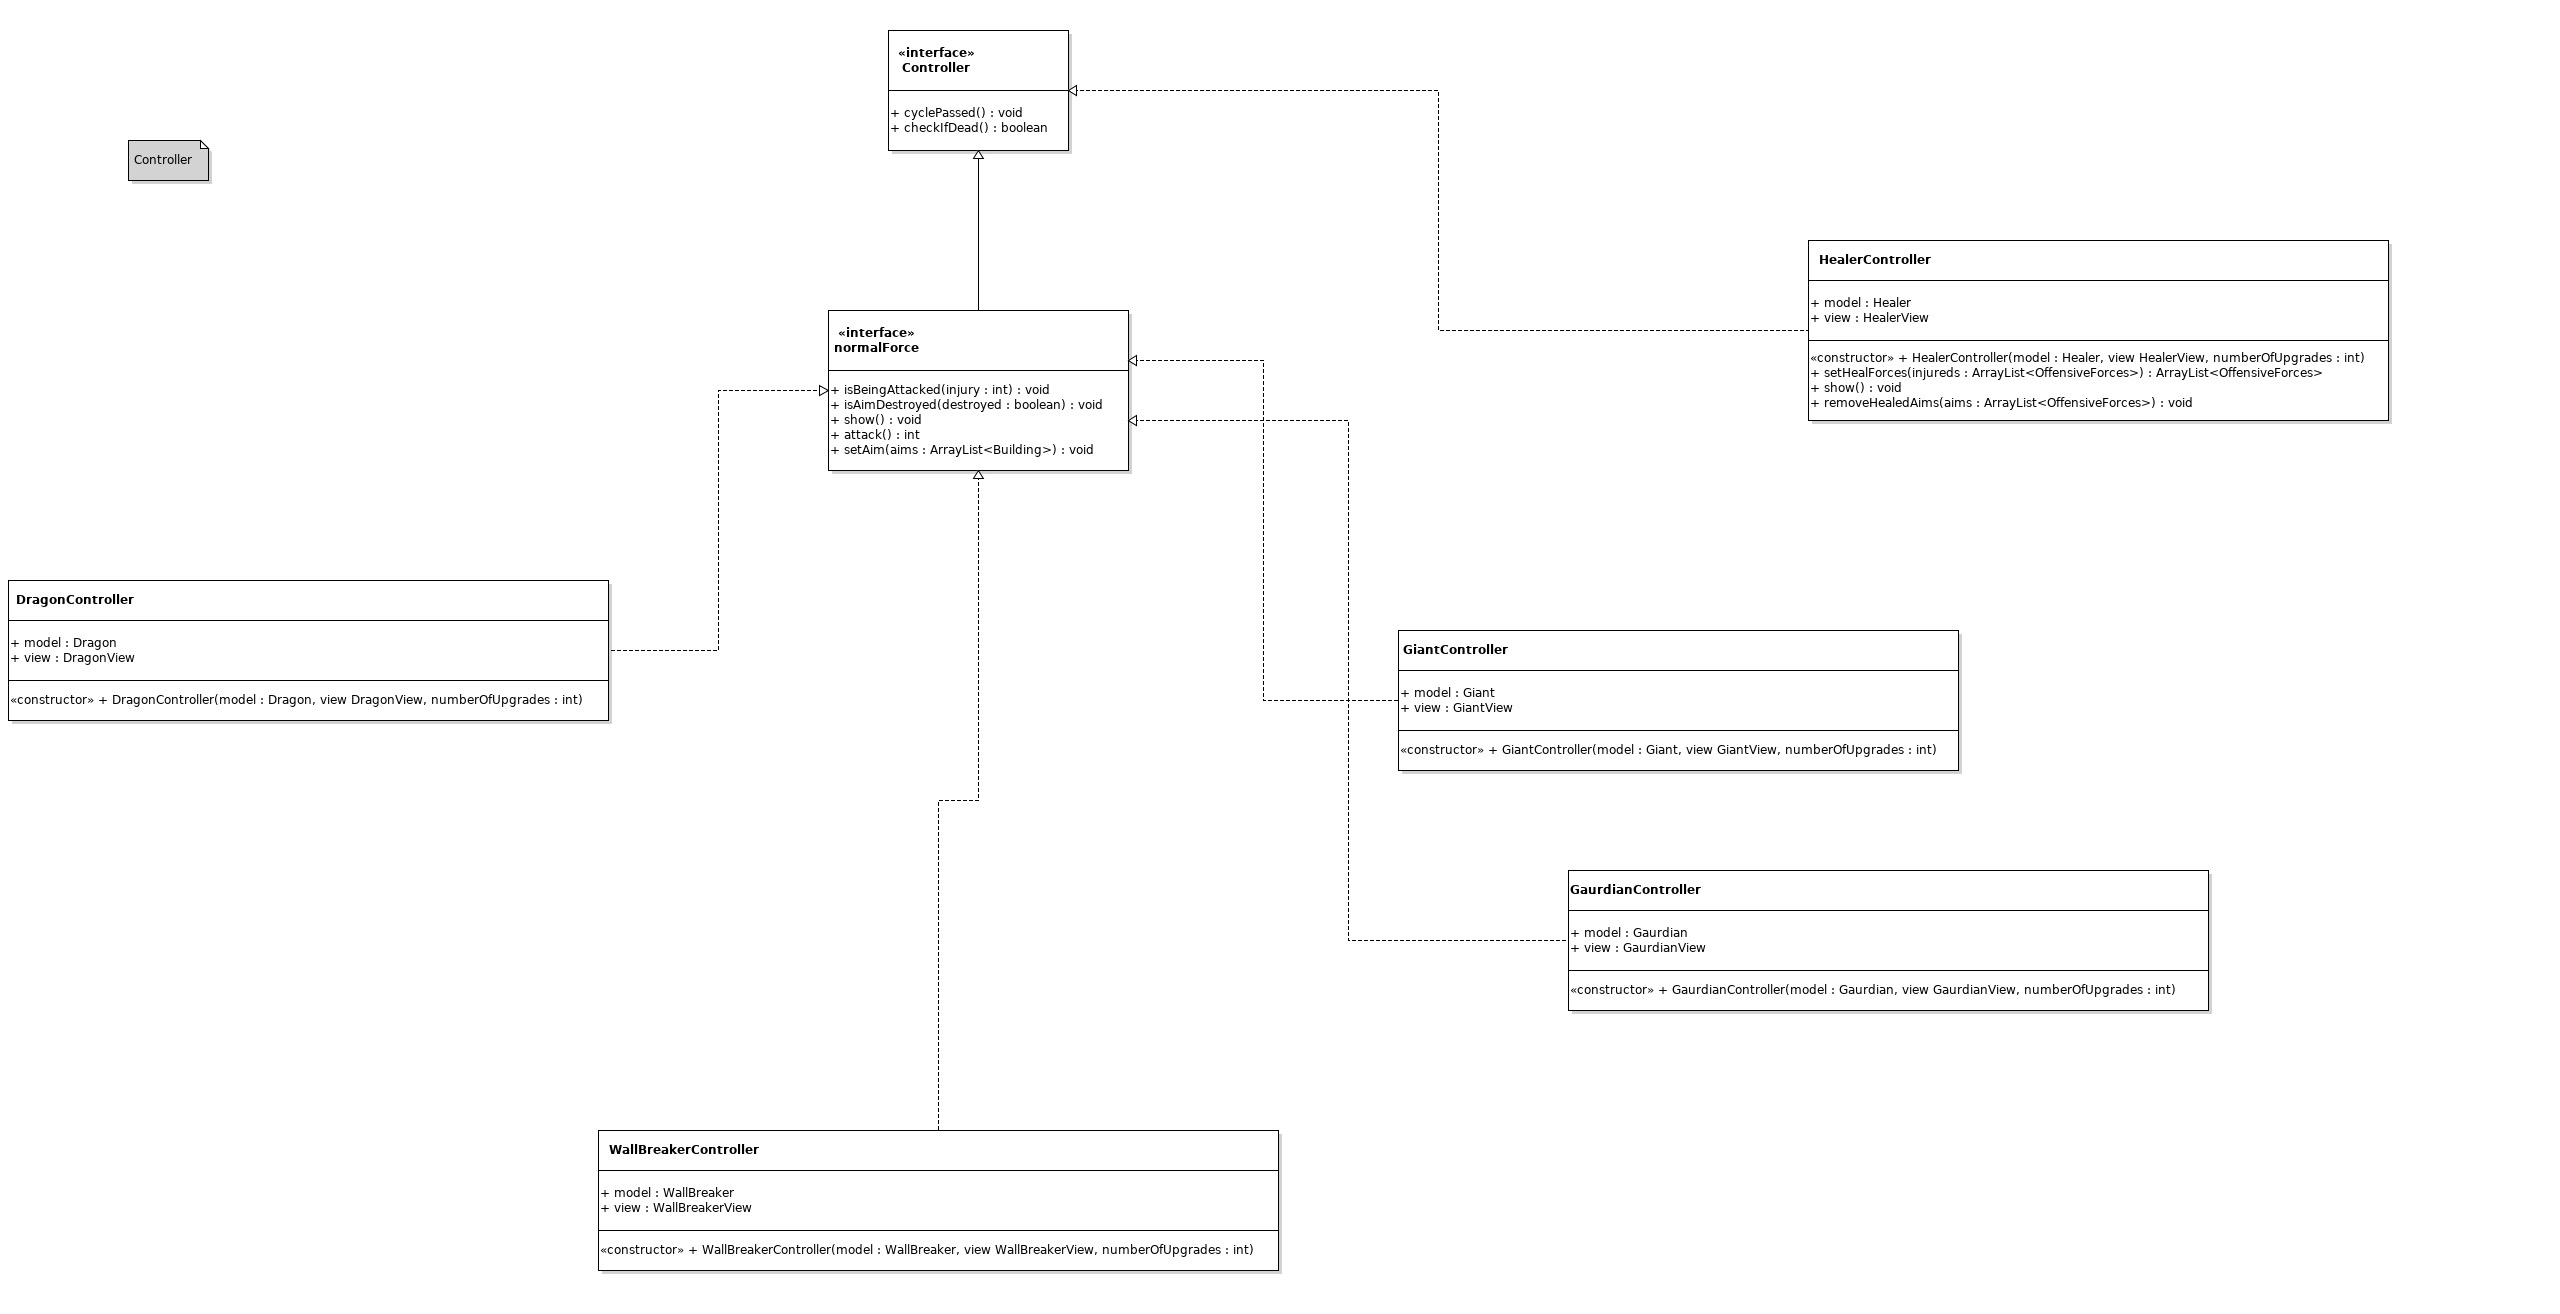 «interface»
Controller
+ cyclePassed() : void
+ checkIfDead() : boolean
Controller
HealerController
+ model : Healer
+ view : HealerView
«constructor» + HealerController(model : Healer, view HealerView, numberOfUpgrades : int)
+ setHealForces(injureds : ArrayList<OffensiveForces>) : ArrayList<OffensiveForces>
+ show() : void
+ removeHealedAims(aims : ArrayList<OffensiveForces>) : void
«interface»
normalForce
+ isBeingAttacked(injury : int) : void
+ isAimDestroyed(destroyed : boolean) : void
+ show() : void
+ attack() : int
+ setAim(aims : ArrayList<Building>) : void
DragonController
+ model : Dragon
+ view : DragonView
«constructor» + DragonController(model : Dragon, view DragonView, numberOfUpgrades : int)
GiantController
+ model : Giant
+ view : GiantView
«constructor» + GiantController(model : Giant, view GiantView, numberOfUpgrades : int)
GaurdianController
+ model : Gaurdian
+ view : GaurdianView
«constructor» + GaurdianController(model : Gaurdian, view GaurdianView, numberOfUpgrades : int)
WallBreakerController
+ model : WallBreaker
+ view : WallBreakerView
«constructor» + WallBreakerController(model : WallBreaker, view WallBreakerView, numberOfUpgrades : int)